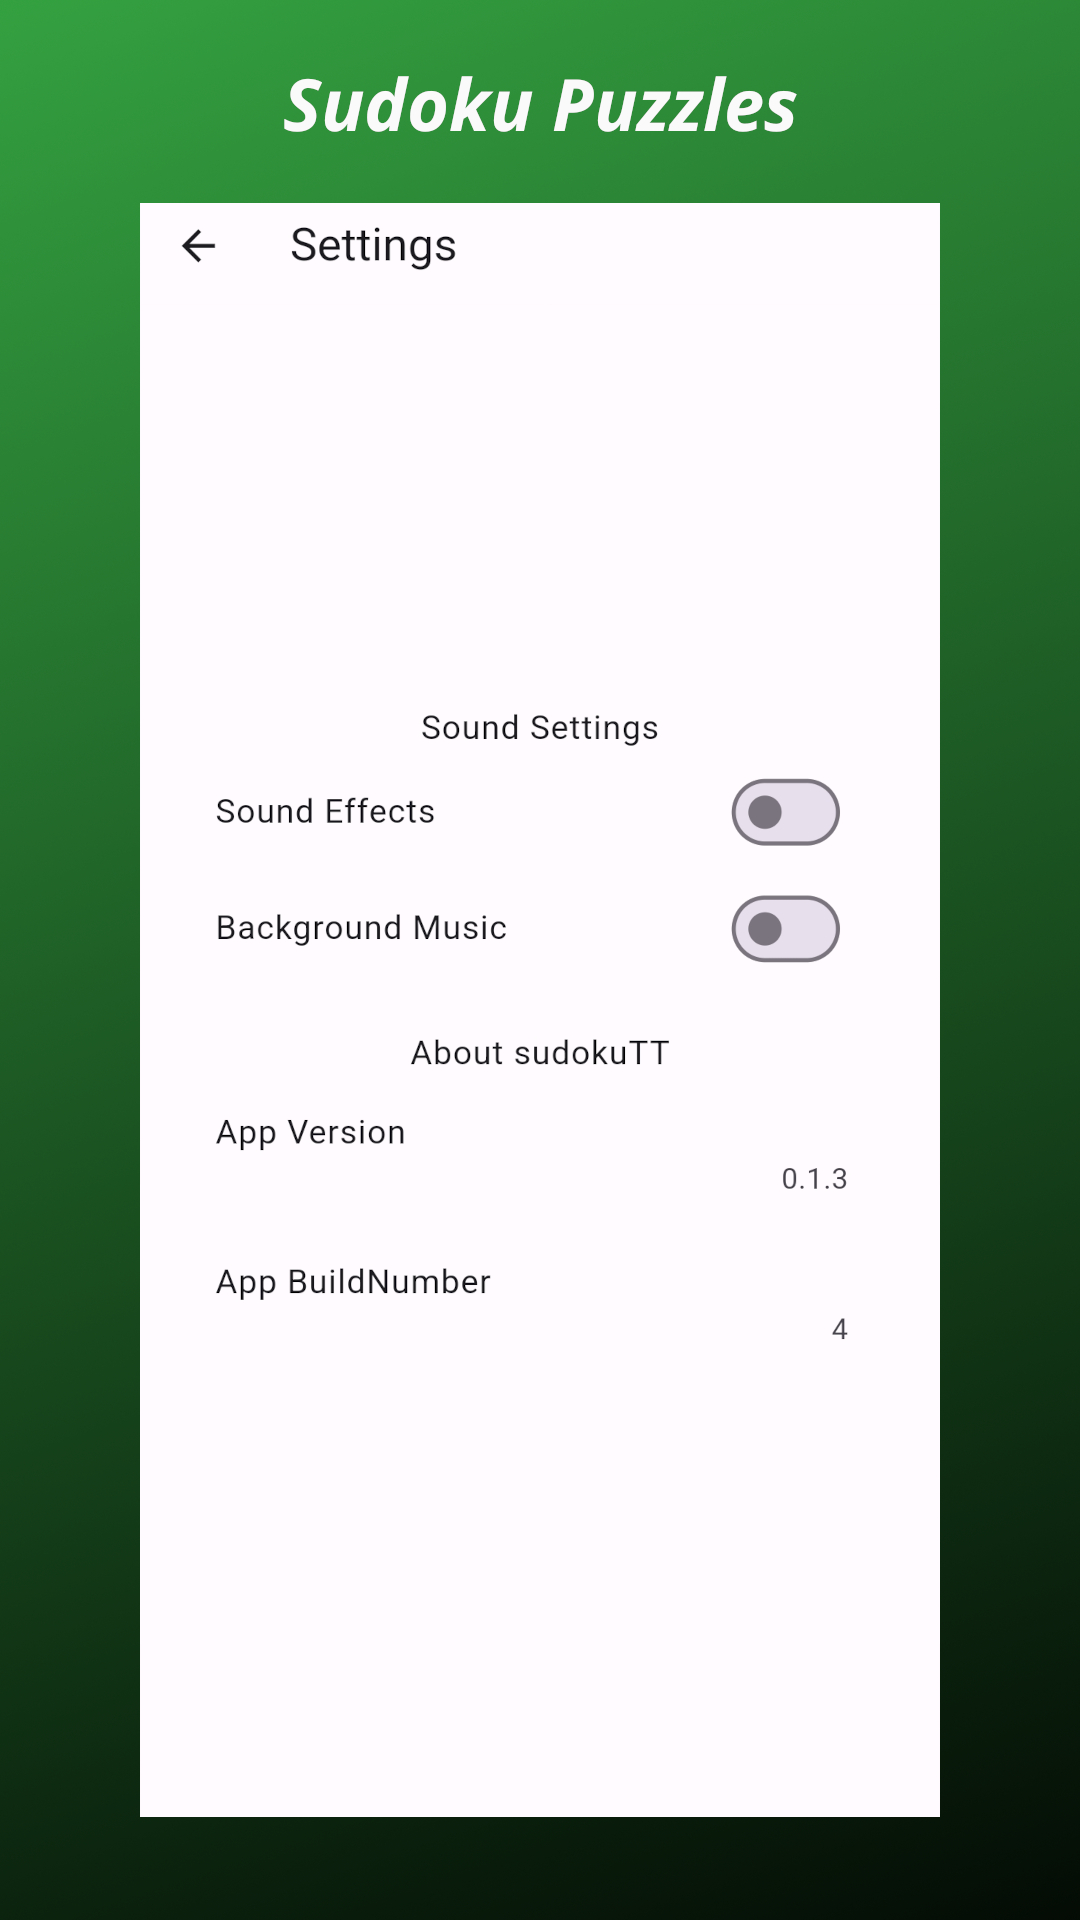 Sudoku Puzzles
Settings
Sound Settings
Sound Effects
Background Music
About sudokuTT
App Version
0.1.3
App BuildNumber
4